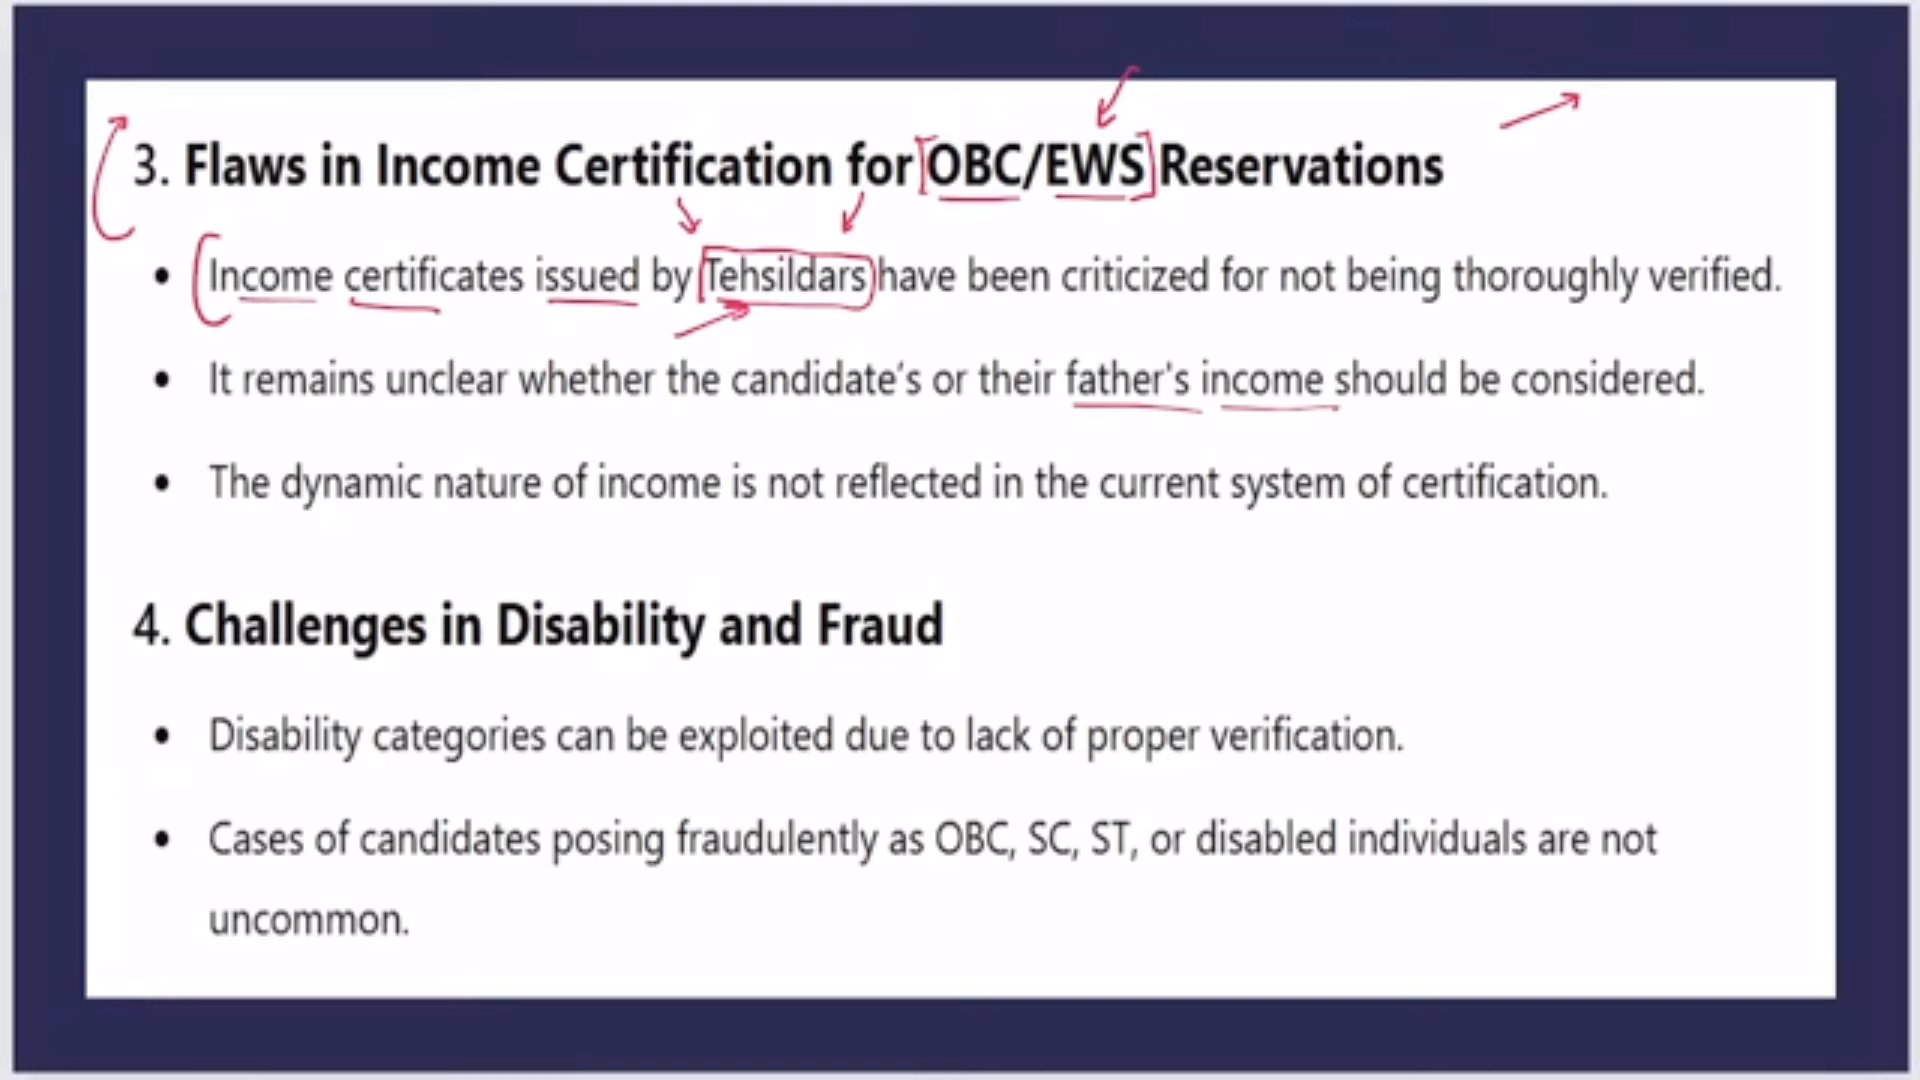 3. Flaws in Income Certification for OBC/EWS Reservations
• Income certificates issued by Tehsildars have been criticized for not being thoroughly verified.
• It remains unclear whether the candidate's or their father's income should be considered.
• The dynamic nature of income is not reflected in the current system of certification.
4. Challenges in Disability and Fraud
• Disability categories can be exploited due to lack of proper verification.
• Cases of candidates posing fraudulently as OBC, SC, ST, or disabled individuals are not
uncommon.